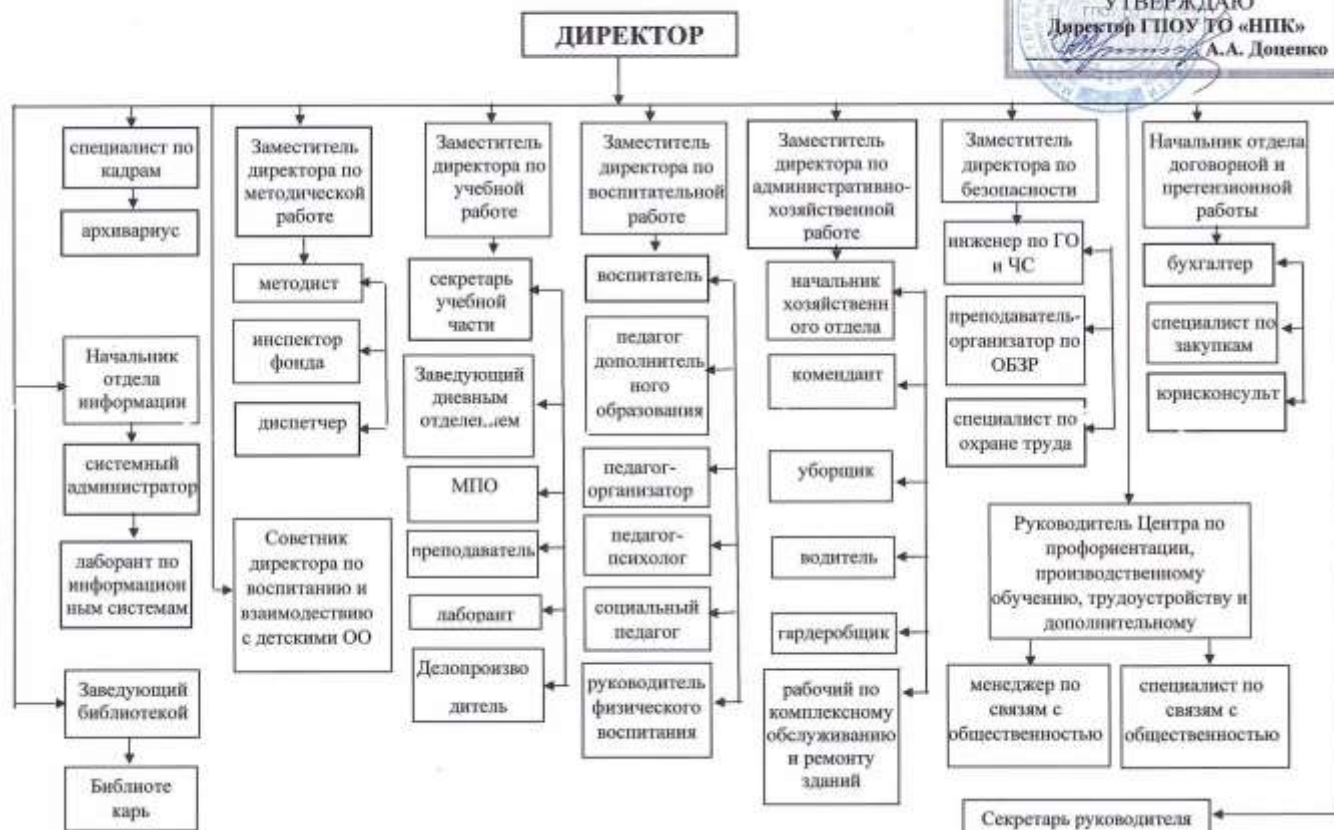 УТВЕРЖДАЮ
Директор ГПОУ ТО «НПК»
А.А. Доценко
ДИРЕКТОР
специалист по
кадрам
архивариус
Начальник
отдела
информации
системный
администратор
лаборант по
информацион
ным системам
Заведующий
библиотекой
Библиоте
карь
Заместитель
директора по
методической
работе
методист
инспектор
фонда
диспетчер
Советник
директора по
воспитанию и
взаимодествию
с детскими ОО
Заместитель
директора по
учебной
работе
секретарь
учебной
части
Заведующий
дневным
МПО
преподаватель
лаборант
Делопроизво
дитель
Заместитель
директора по
воспитательной
работе
воспитатель
педагог
дополнитель
ного
образования
педагог-
организатор
педагог-
психолог
социальный
педагог
руководитель
физического
воспитания
Заместитель
директора по
административно-
хозяйственной
работе
начальник
хозяйственн
ого отдела
комендант
уборщик
водитель
гардеробщик
рабочий по
комплексному
обслуживанию
и ремонту
зданий
Заместитель
директора по
безопасности
инженер по ГО
и ЧС
преподаватель-
организатор по
ОБЗР
специалист по
охране труда
Начальник отдела
договорной и
претензионной
работы
бухгалтер
специалист по
закупкам
юрисконсульт
Руководитель Центра по
профориентации,
производственному
обучению, трудоустройству и
дополнительному
менеджер по
связям с
общественностью
специалист по
связям с
общественностью
Секретарь руководителя